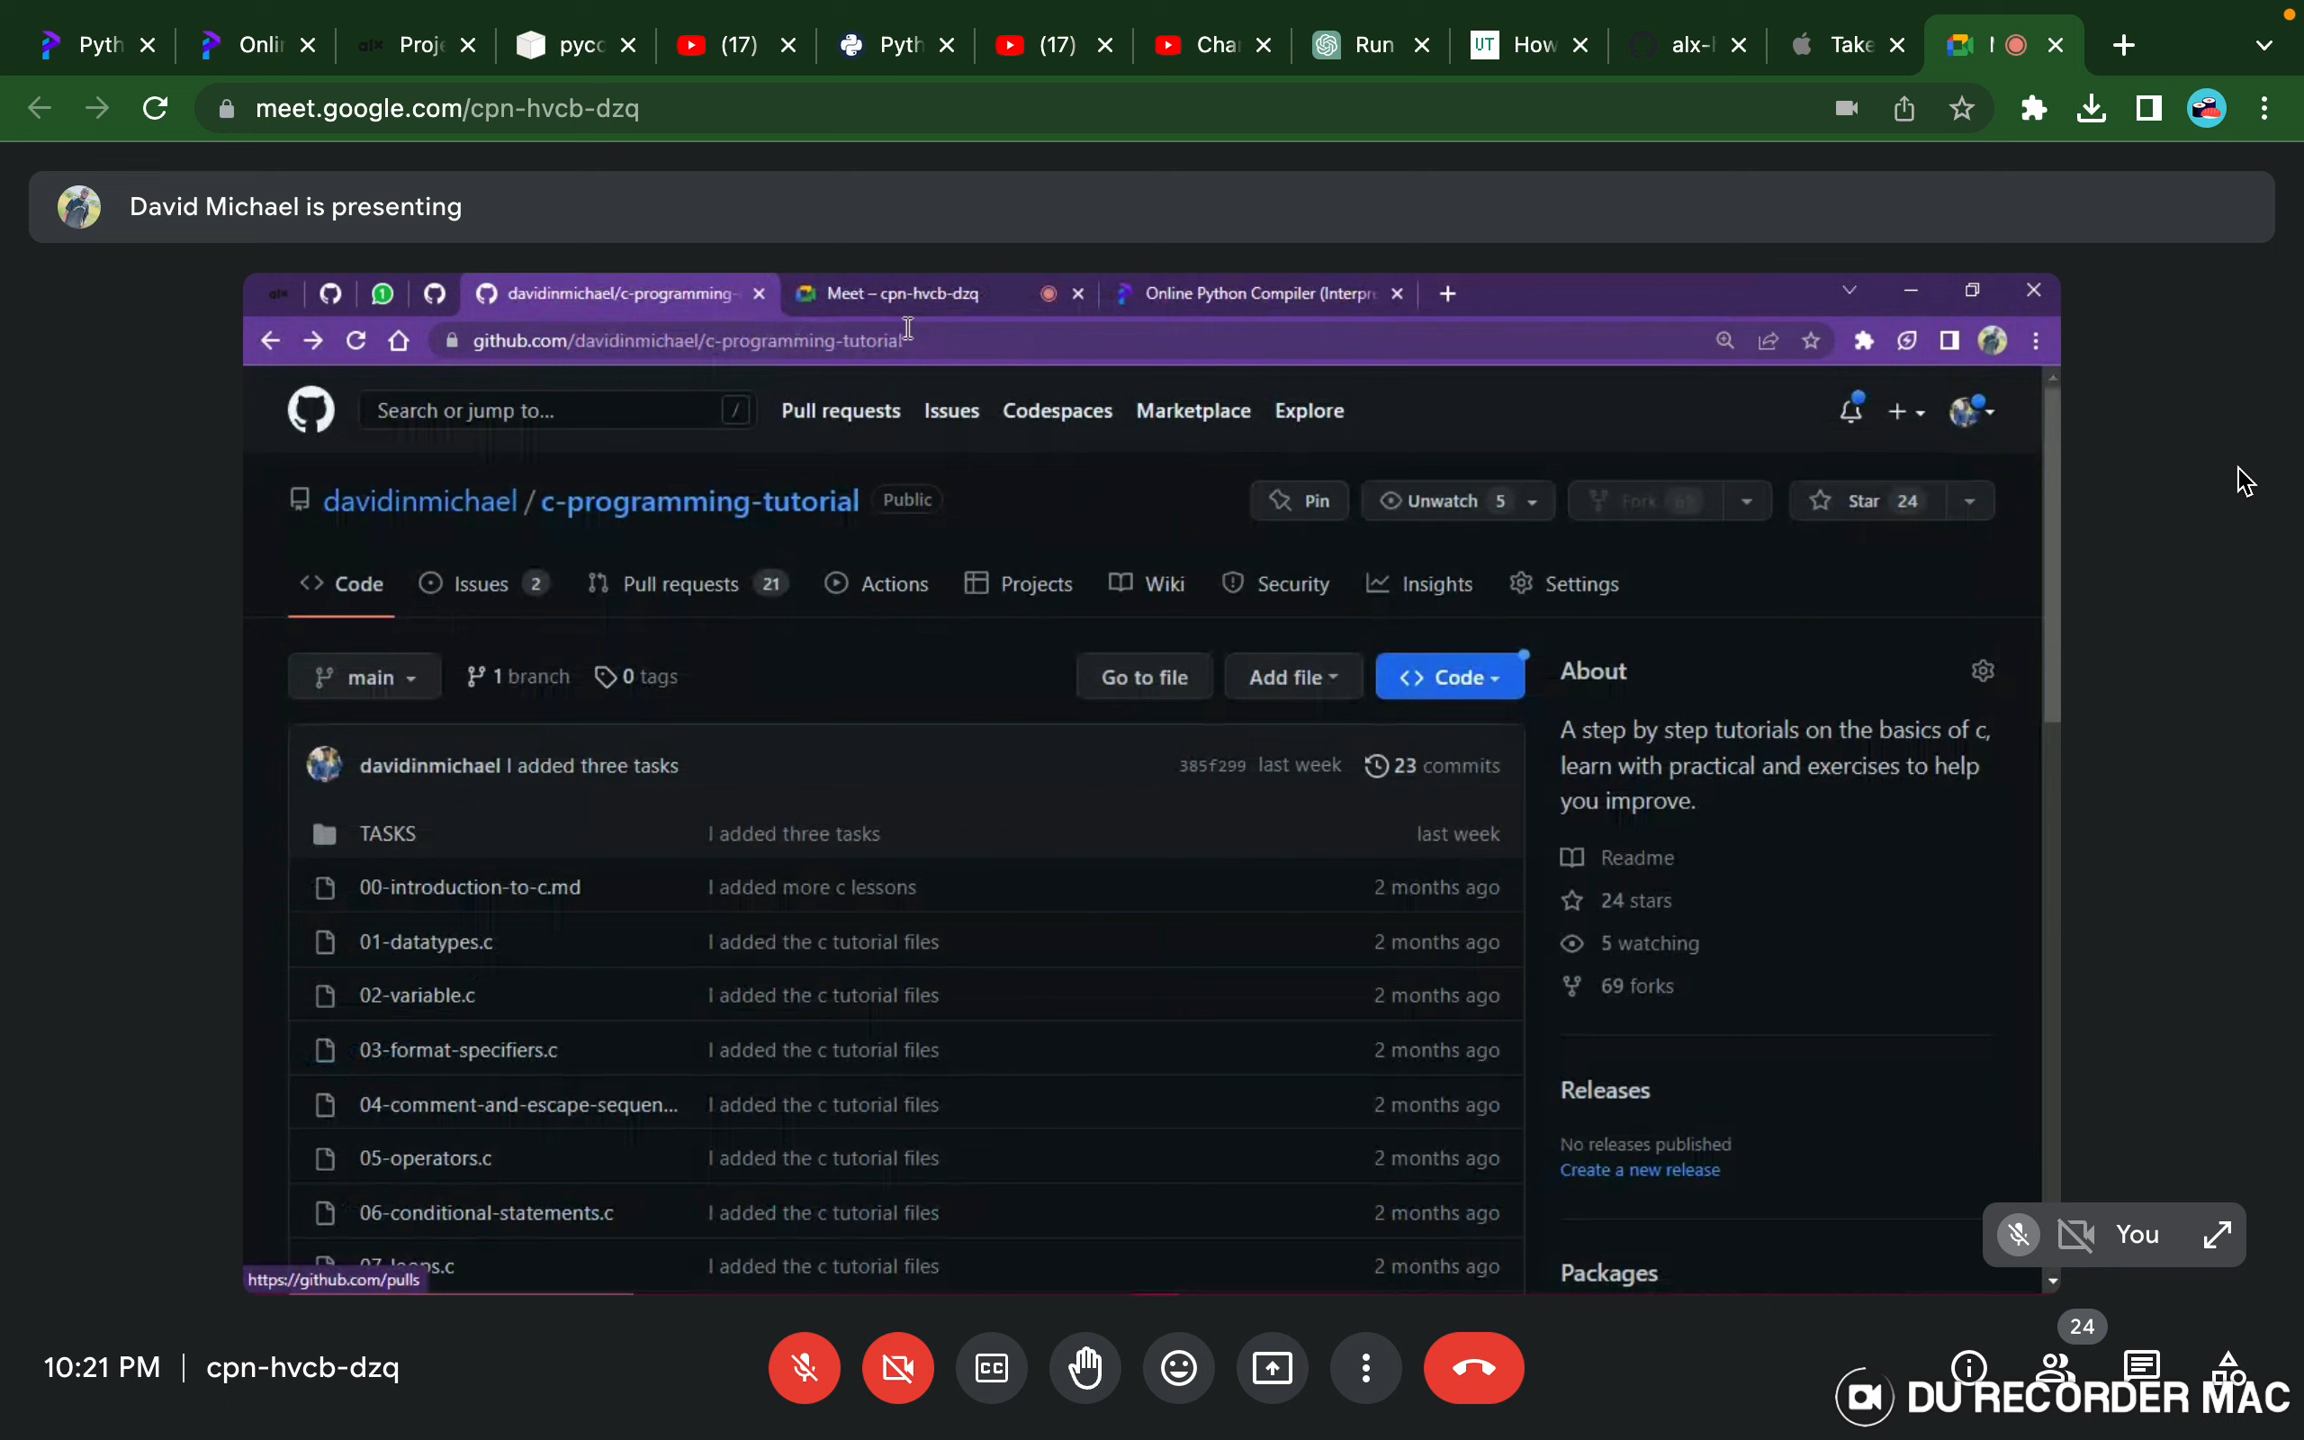 Pyth
Onlin
alx Proje
pyco
(17)
Pyth
(17)
Cha
Run
UT How
alx-l
Take
meet.google.com/cpn-hvcb-dzq
David Michael is presenting
davidinmichael/c-programming-
Meet – cpn-hvcb-dzq
Online Python Compiler (Interpr
github.com/davidinmichael/c-programming-tutorial
Search or jump to... /
Pull requests Issues Codespaces Marketplace Explore
davidinmichael / c-programming-tutorial Public
Pin
Unwatch 5
Fork
Star 24
Code
Issues 2
Pull requests 21
Actions
Projects
Wiki
Security
Insights
Settings
main
1 branch
0 tags
Go to file
Add file
Code
davidinmichael I added three tasks 385f299 last week 23 commits
TASKS I added three tasks last week
00-introduction-to-c.md I added more c lessons 2 months ago
01-datatypes.c I added the c tutorial files 2 months ago
02-variable.c I added the c tutorial files 2 months ago
03-format-specifiers.c I added the c tutorial files 2 months ago
04-comment-and-escape-sequen... I added the c tutorial files 2 months ago
05-operators.c I added the c tutorial files 2 months ago
06-conditional-statements.c I added the c tutorial files 2 months ago
07-loops.c I added the c tutorial files 2 months ago
https://github.com/pulls
About
A step by step tutorials on the basics of c,
learn with practical and exercises to help
you improve.
Readme
24 stars
5 watching
69 forks
Releases
No releases published
Create a new release
Packages
You
10:21 PM | cpn-hvcb-dzq
CC
24
DU RECORDER MAC